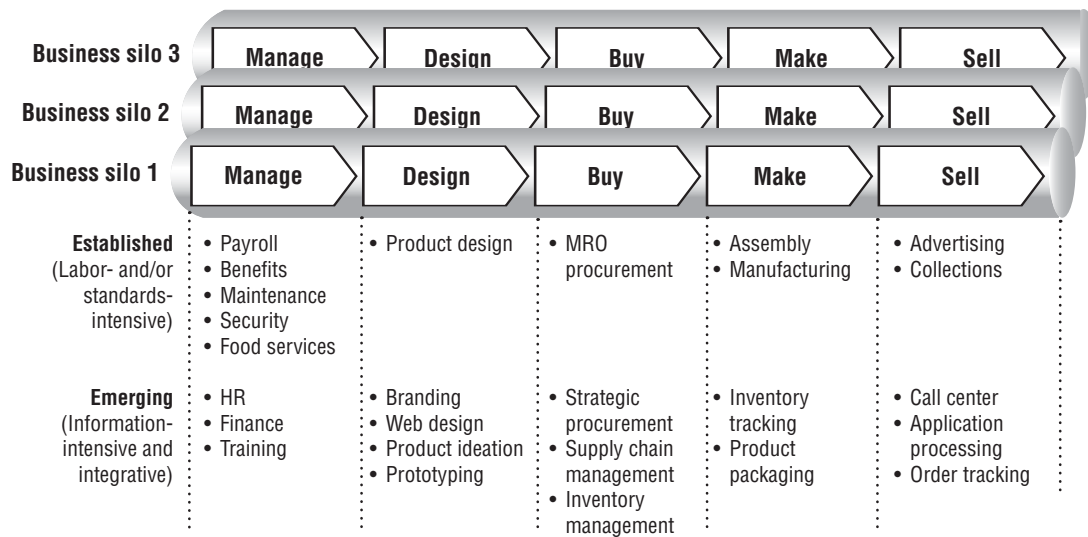 Business silo 3 Manage Design Buy Make Sell
Business silo 2 Manage Design Buy Make Sell
Business silo 1 Manage Design Buy Make Sell
Established
(Labor- and/or
standards-
intensive)
• Payroll
• Benefits
• Maintenance
• Security
• Food services
• Product design
• MRO
procurement
• Assembly
• Manufacturing
• Advertising
• Collections
Emerging
(Information-
intensive and
integrative)
• HR
• Finance
• Training
• Branding
• Web design
• Product ideation
• Prototyping
• Strategic
procurement
• Supply chain
management
• Inventory
management
• Inventory
tracking
• Product
packaging
• Call center
• Application
processing
• Order tracking